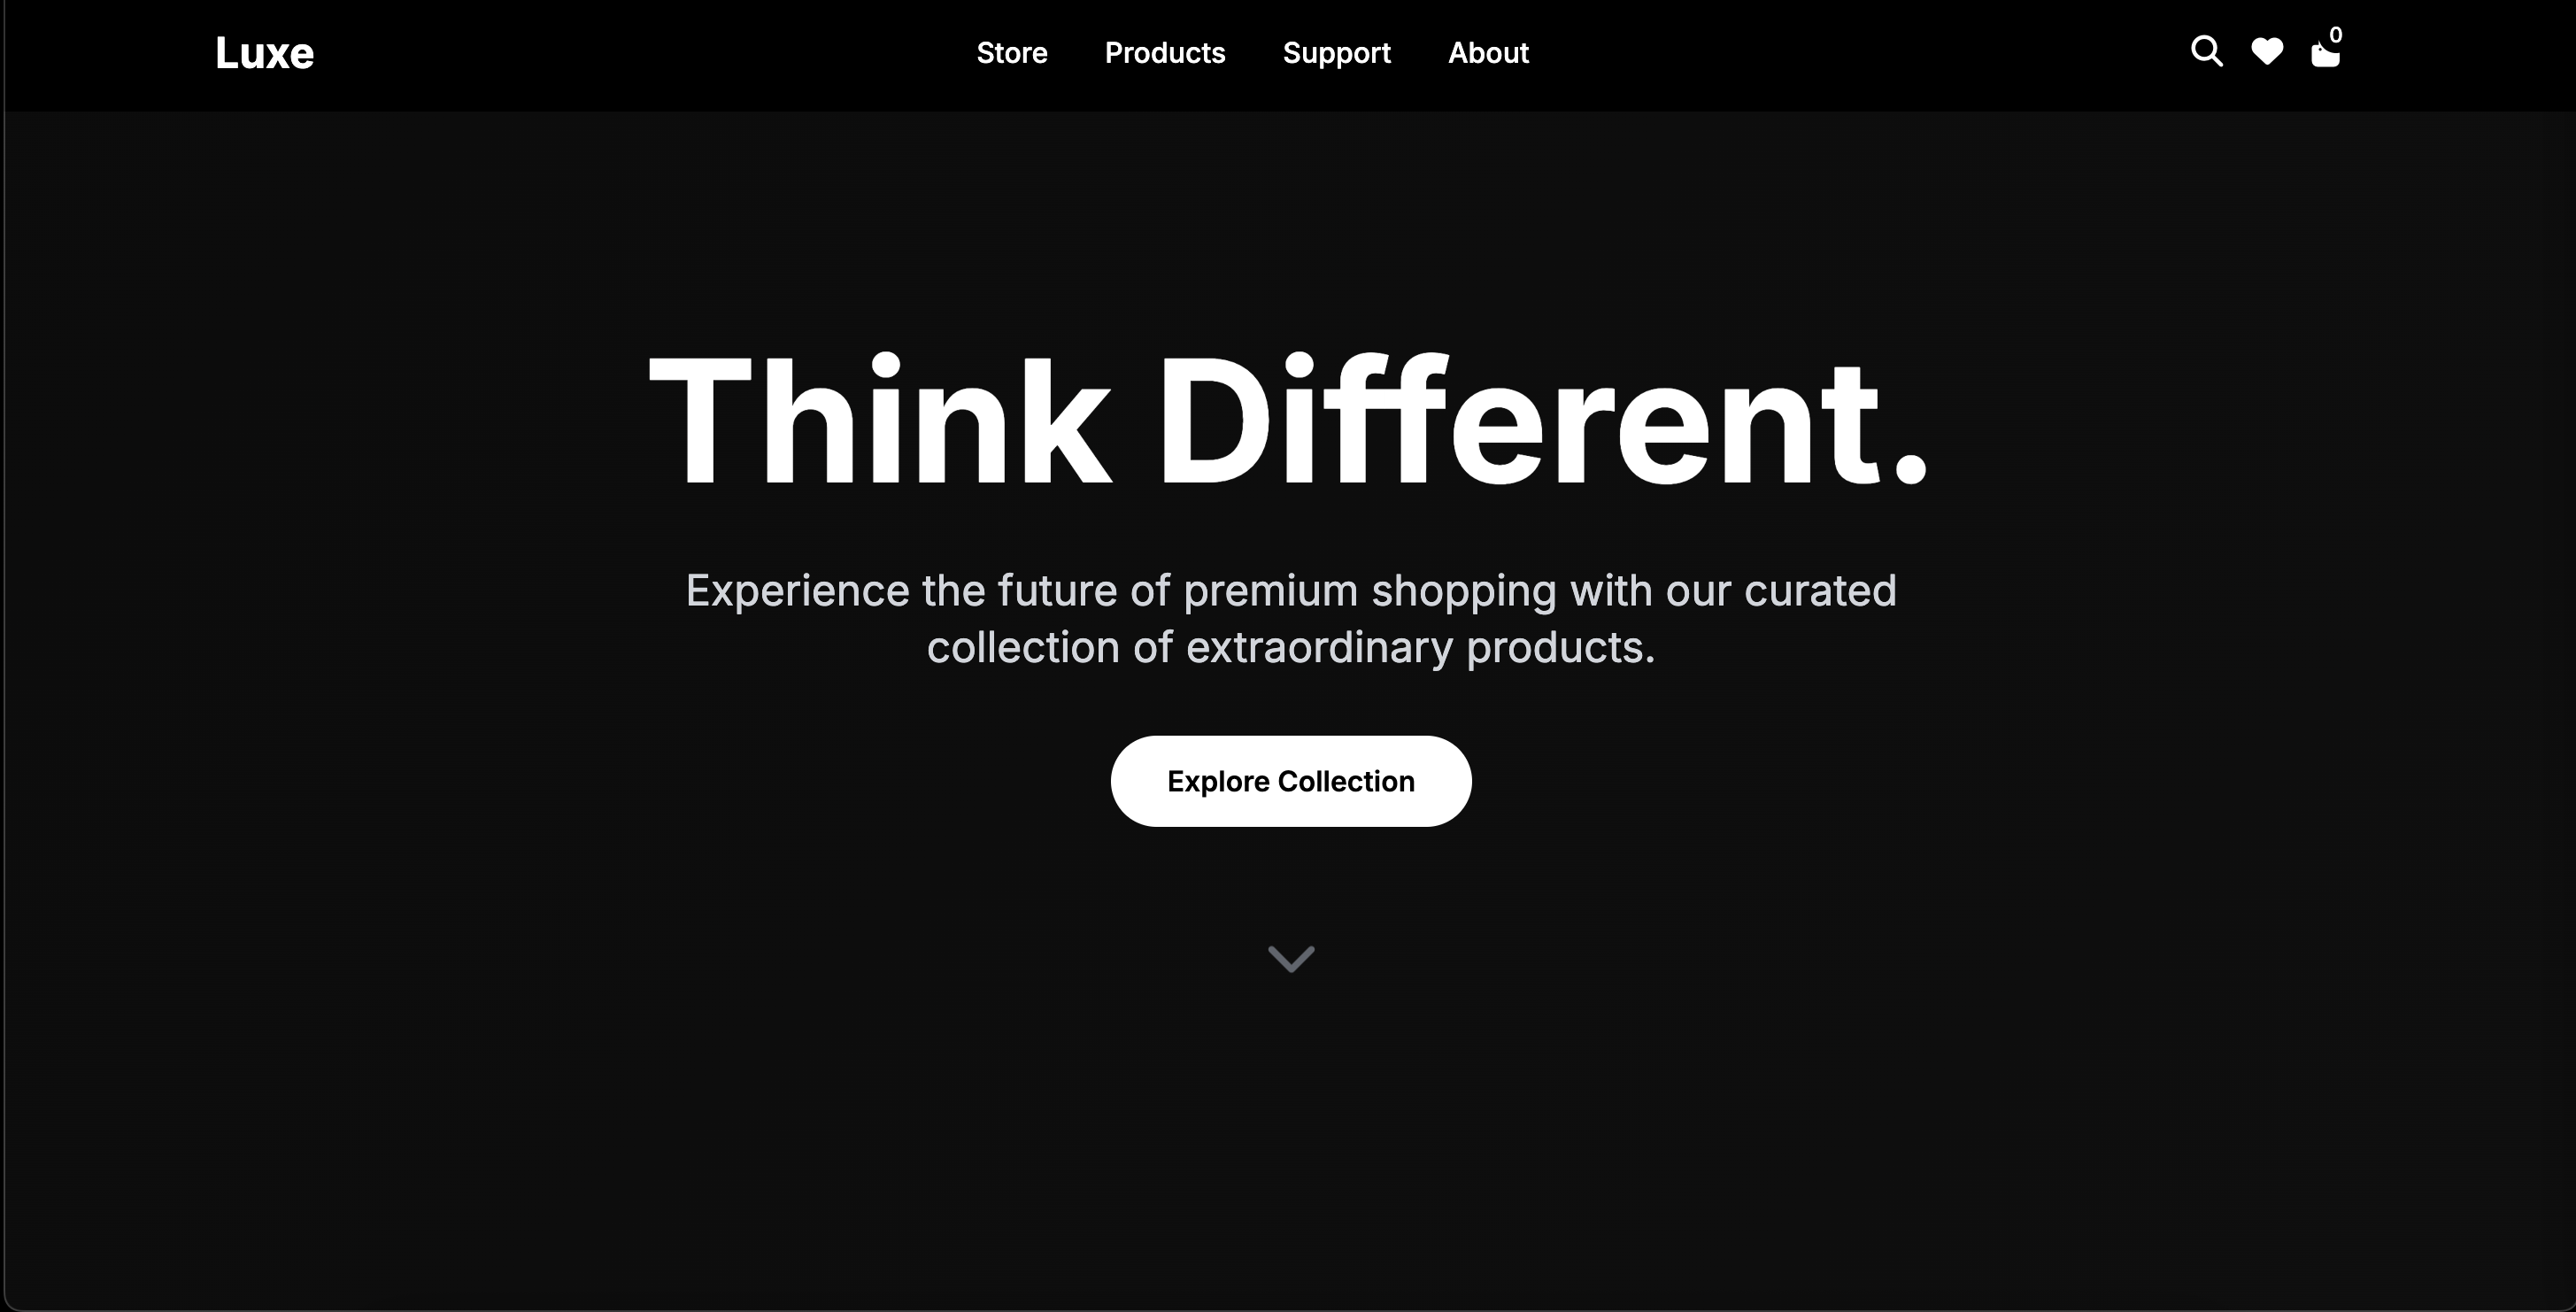 Luxe
Store
Products
Support
About
0
Think Different.
Experience the future of premium shopping with our curated
collection of extraordinary products.
Explore Collection